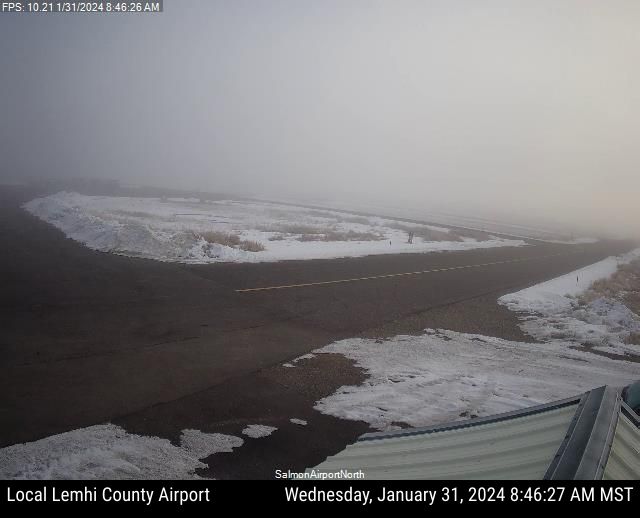 FPS: 10.21 1/31/2024 8:46:26 AM
SalmonAirportNorth
Local Lemhi County Airport Wednesday, January 31, 2024 8:46:27 AM MST